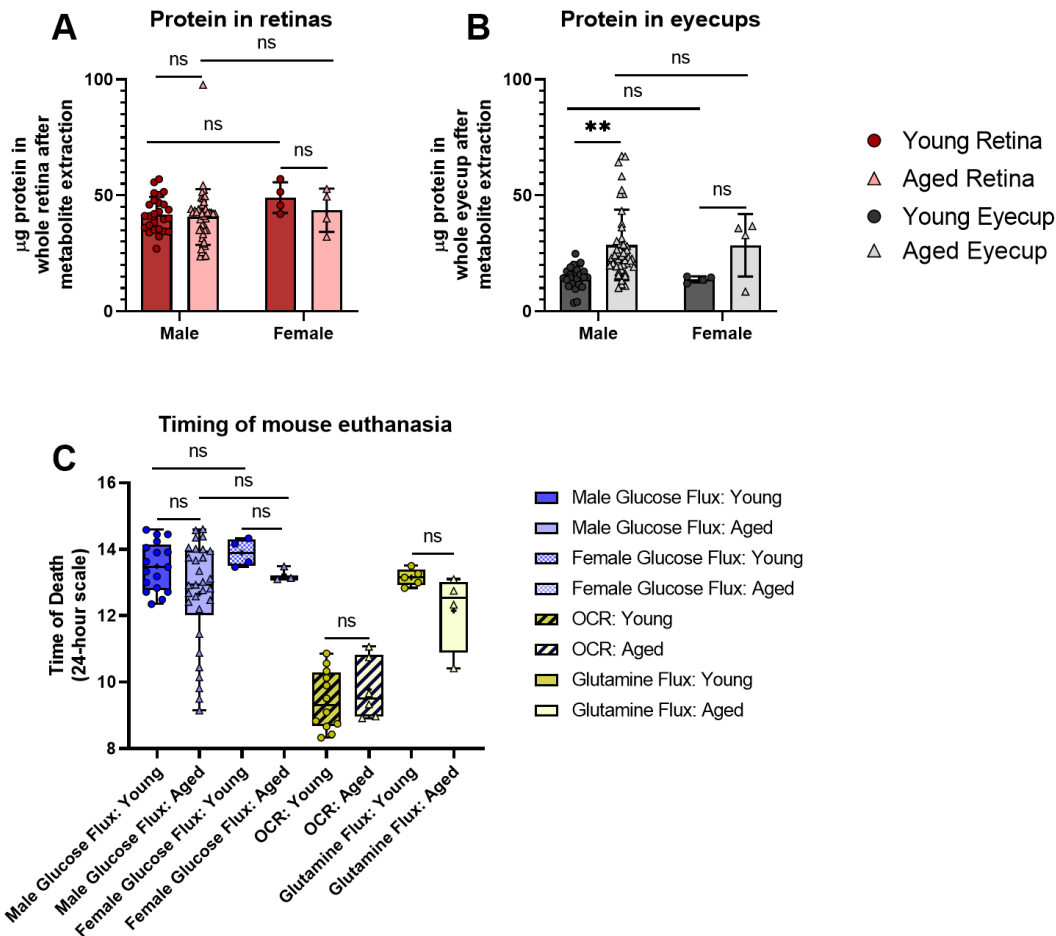 A
Protein in retinas
ns
ns
ns
ns
100
50
0
µg protein in
whole retina after
metabolite extraction
Male
Female
B
Protein in eyecups
ns
ns
**
ns
100
50
0
µg protein in
whole eyecup after
metabolite extraction
Male
Female
Young Retina
Aged Retina
Young Eyecup
Aged Eyecup
C
Timing of mouse euthanasia
ns
ns
ns
ns
ns
ns
16
14
12
10
8
Time of Death
(24-hour scale)
Male Glucose Flux: Young
Male Glucose Flux: Aged
Female Glucose Flux: Young
Female Glucose Flux: Aged
OCR: Young
OCR: Aged
Glutamine Flux: Young
Glutamine Flux: Aged
Male Glucose Flux: Young
Male Glucose Flux: Aged
Female Glucose Flux: Young
Female Glucose Flux: Aged
OCR: Young
OCR: Aged
Glutamine Flux: Young
Glutamine Flux: Aged